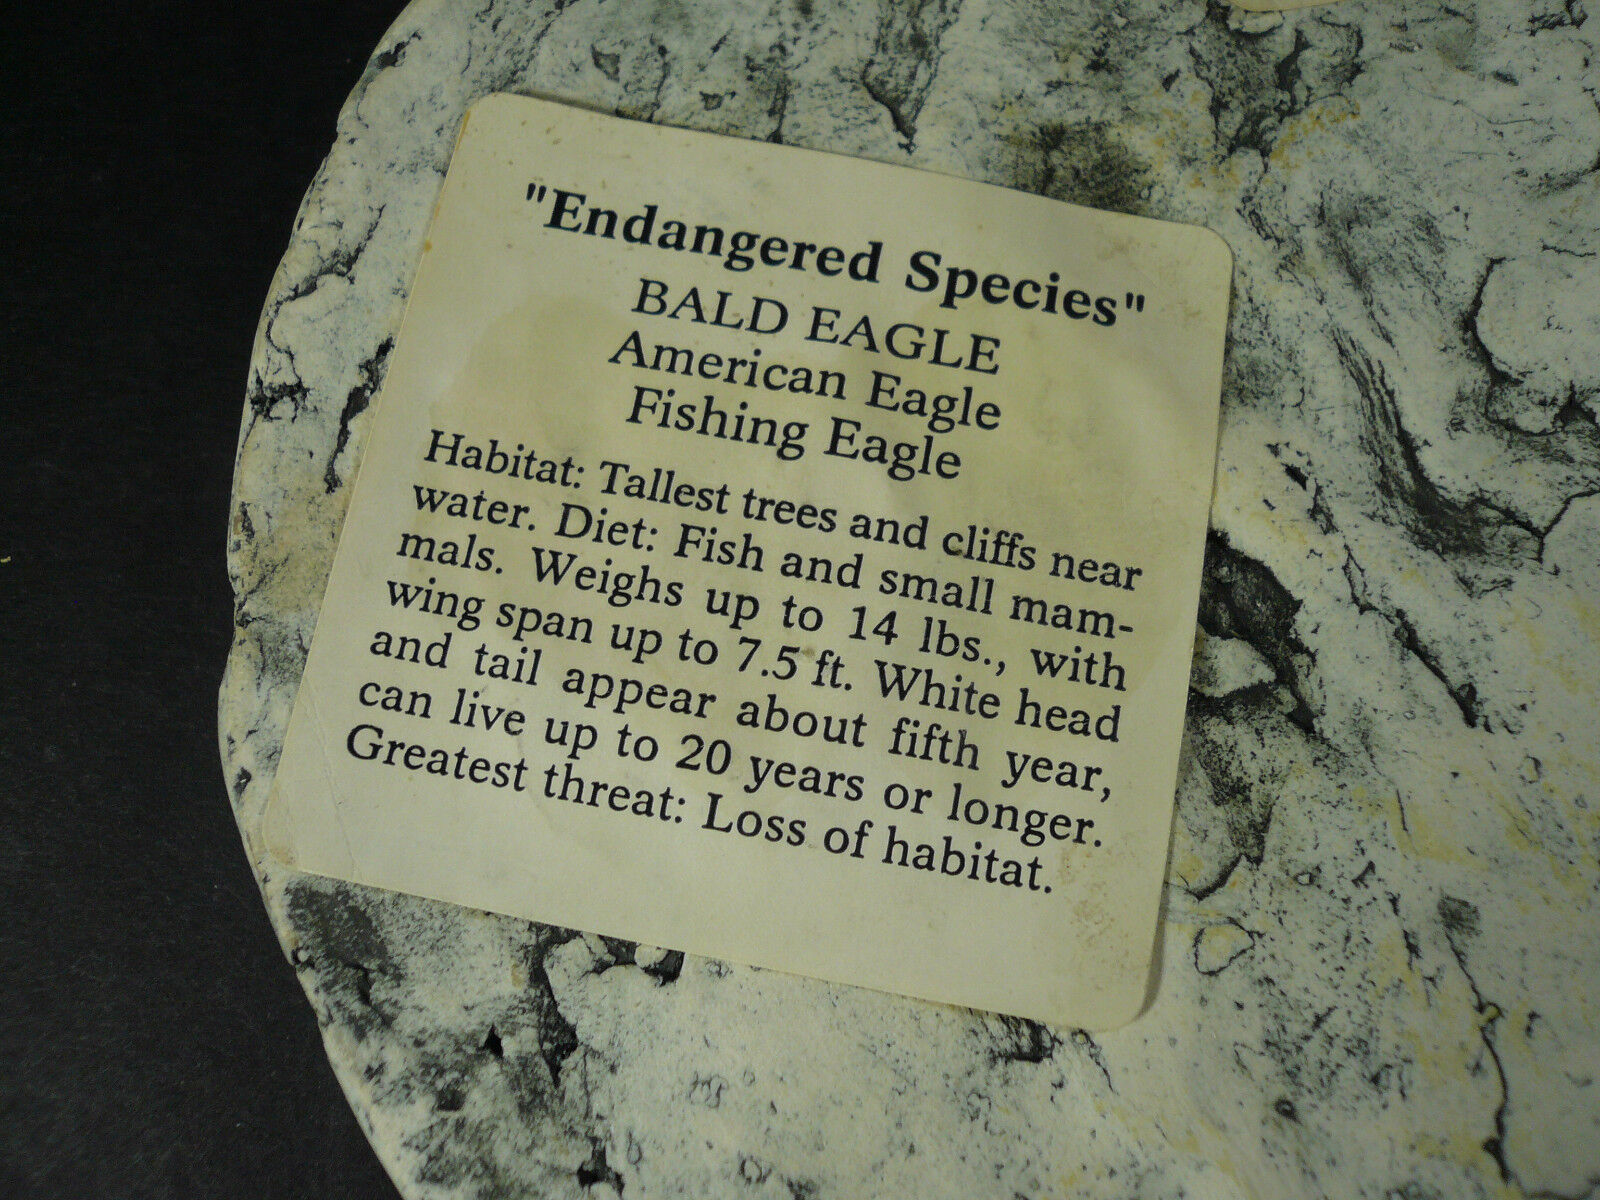 "Endangered Species"
BALD EAGLE
American Eagle
Fishing Eagle
Habitat: Tallest trees and cliffs near
water. Diet: Fish and small mam-
mals. Weighs up to 14 lbs., with
wing span up to 7.5 ft. White head
and tail appear about fifth year,
can live up to 20 years or longer.
Greatest threat: Loss of habitat.